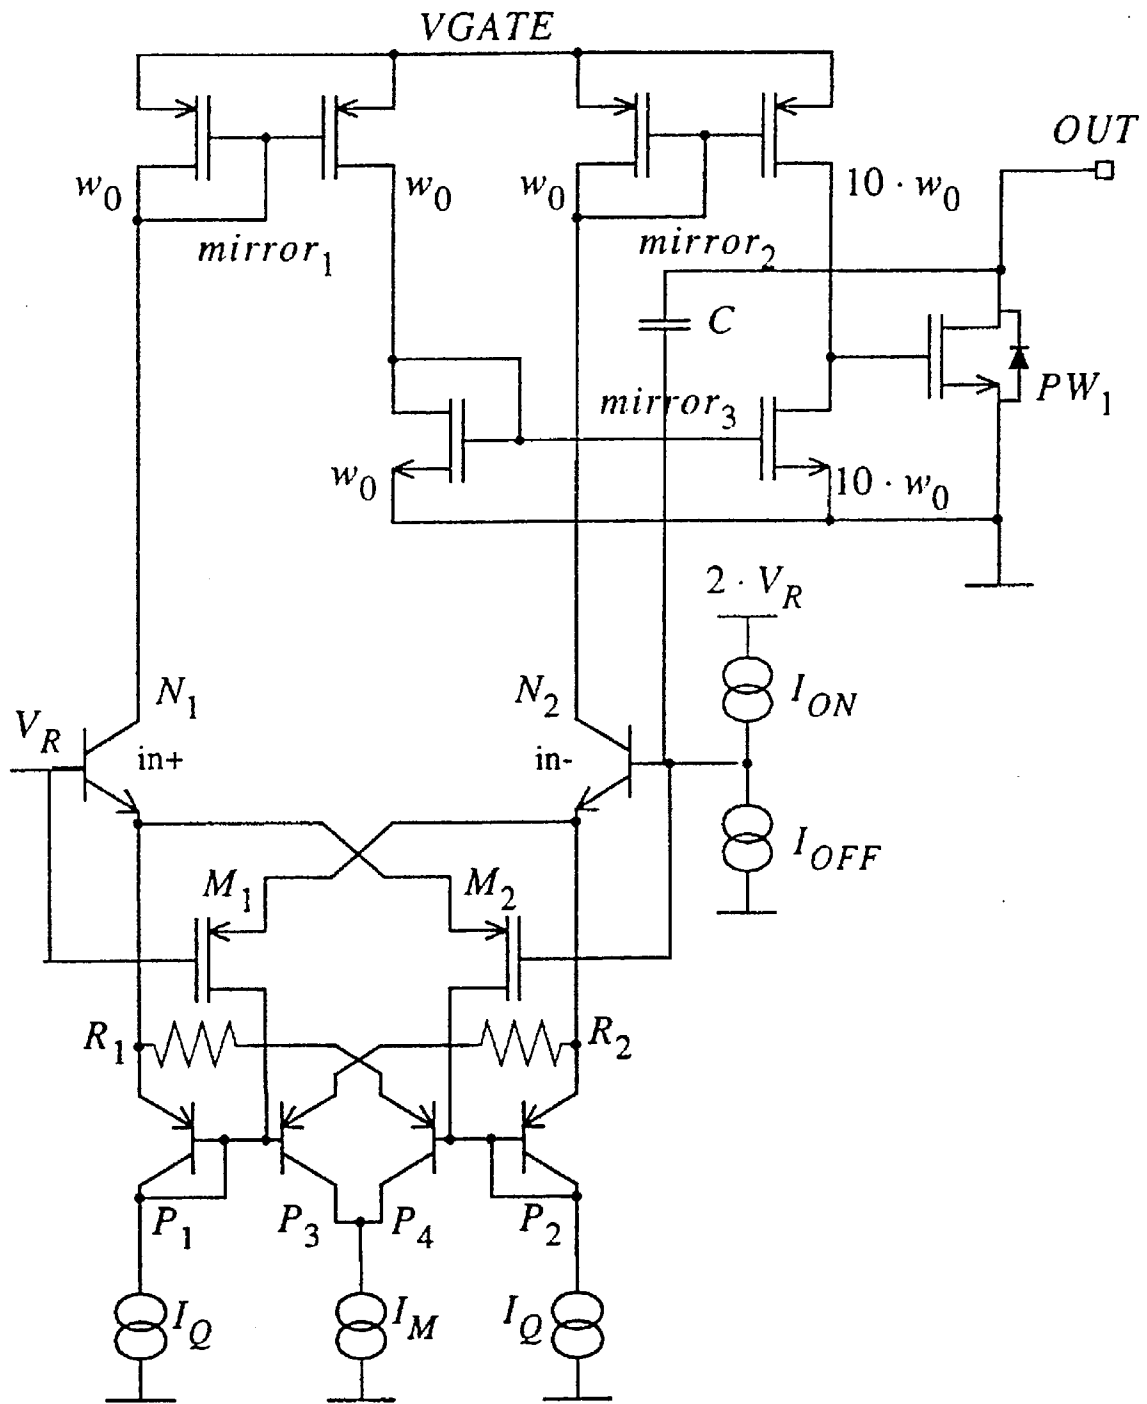 VGATE
OUT
w0
w0
w0
10 · w0
mirror1
mirror2
C
mirror3
PW1
w0
10 · w0
2 · VR
N1
N2
ION
VR
in+
in-
IOFF
M1
M2
R1
R2
P1
P3
P4
P2
IQ
IM
IQ